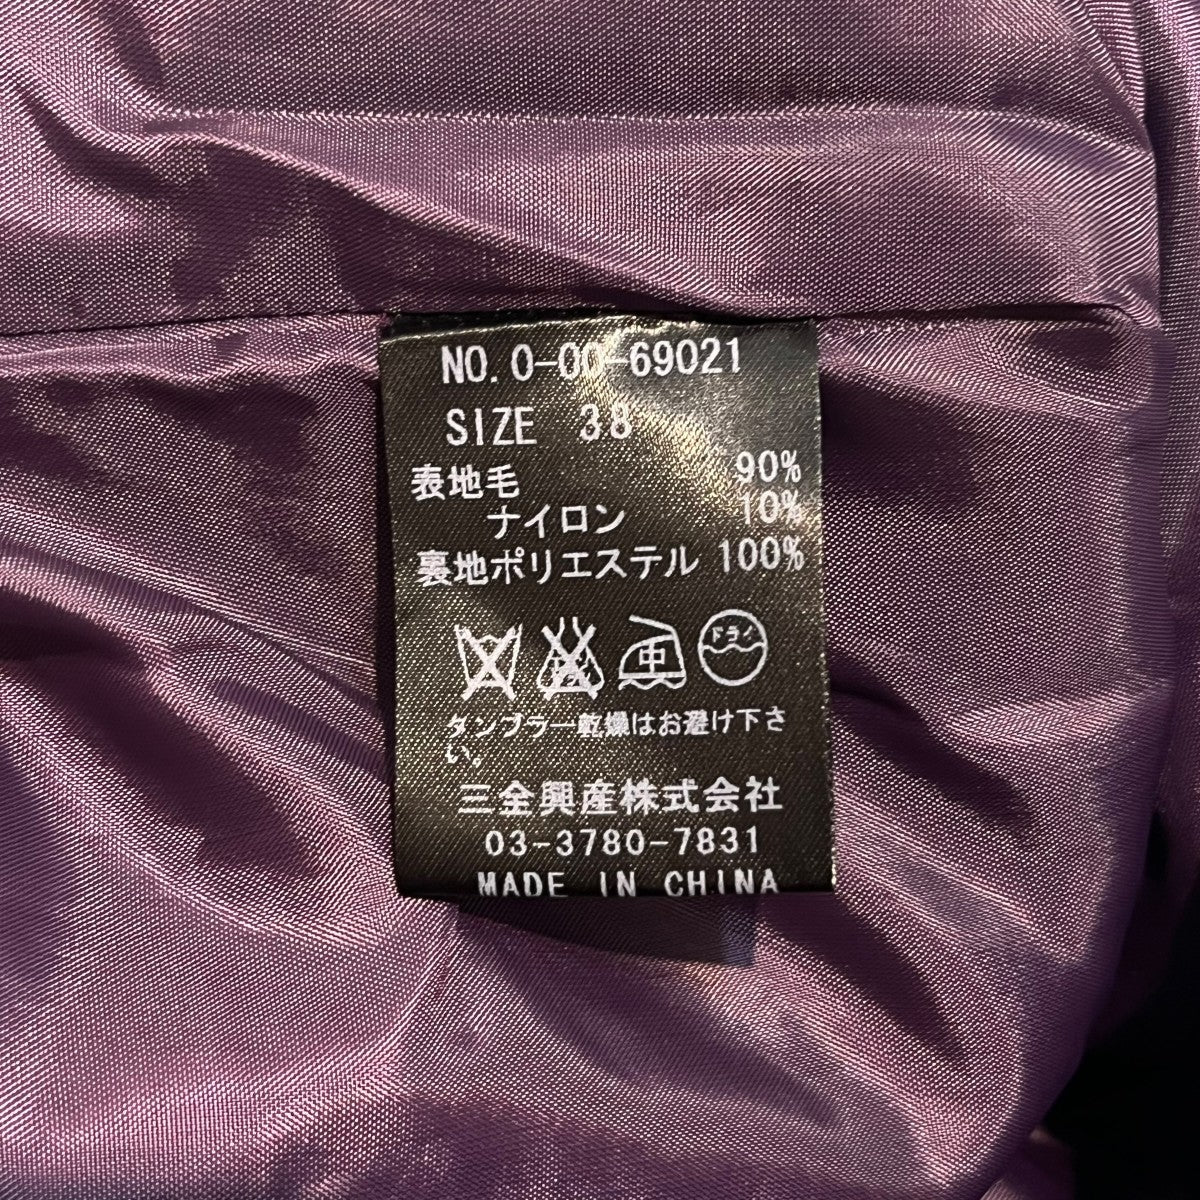 NO. 0-00-69021
SIZE 38
表地毛 90%
ナイロン 10%
裏地ポリエステル 100%
中 ドライ
タンブラー乾燥はお避け下さ
い。
三全興産株式会社
03-3780-7831
MADE IN CHINA